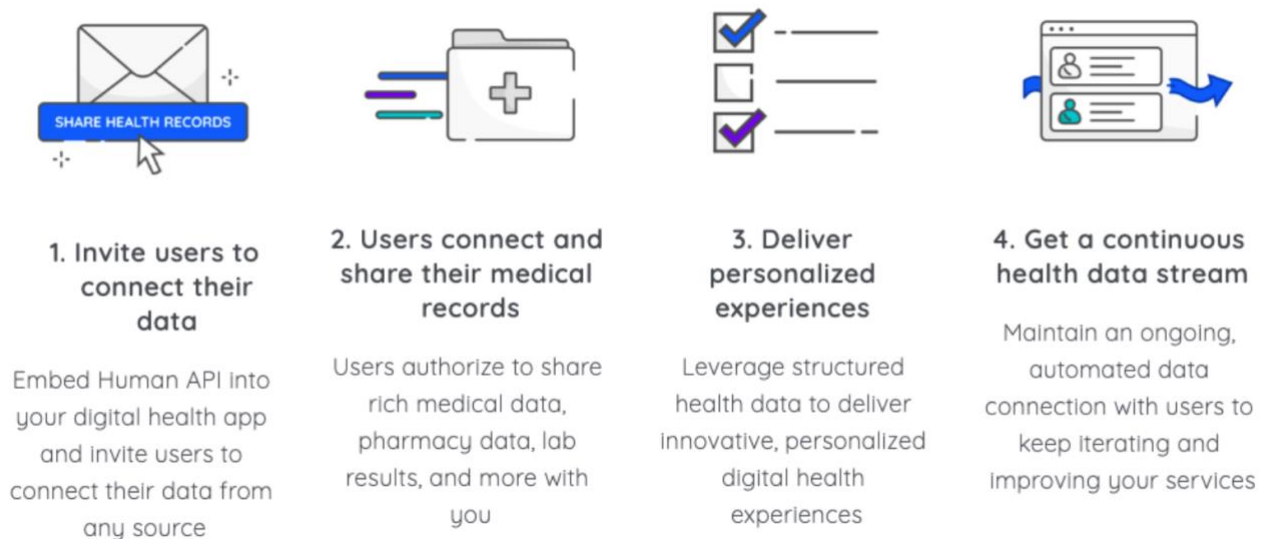 SHARE HEALTH RECORDS
1. Invite users to
connect their
data
Embed Human API into
your digital health app
and invite users to
connect their data from
any source
2. Users connect and
share their medical
records
Users authorize to share
rich medical data,
pharmacy data, lab
results, and more with
you
3. Deliver
personalized
experiences
Leverage structured
health data to deliver
innovative, personalized
digital health
experiences
4. Get a continuous
health data stream
Maintain an ongoing,
automated data
connection with users to
keep iterating and
improving your services